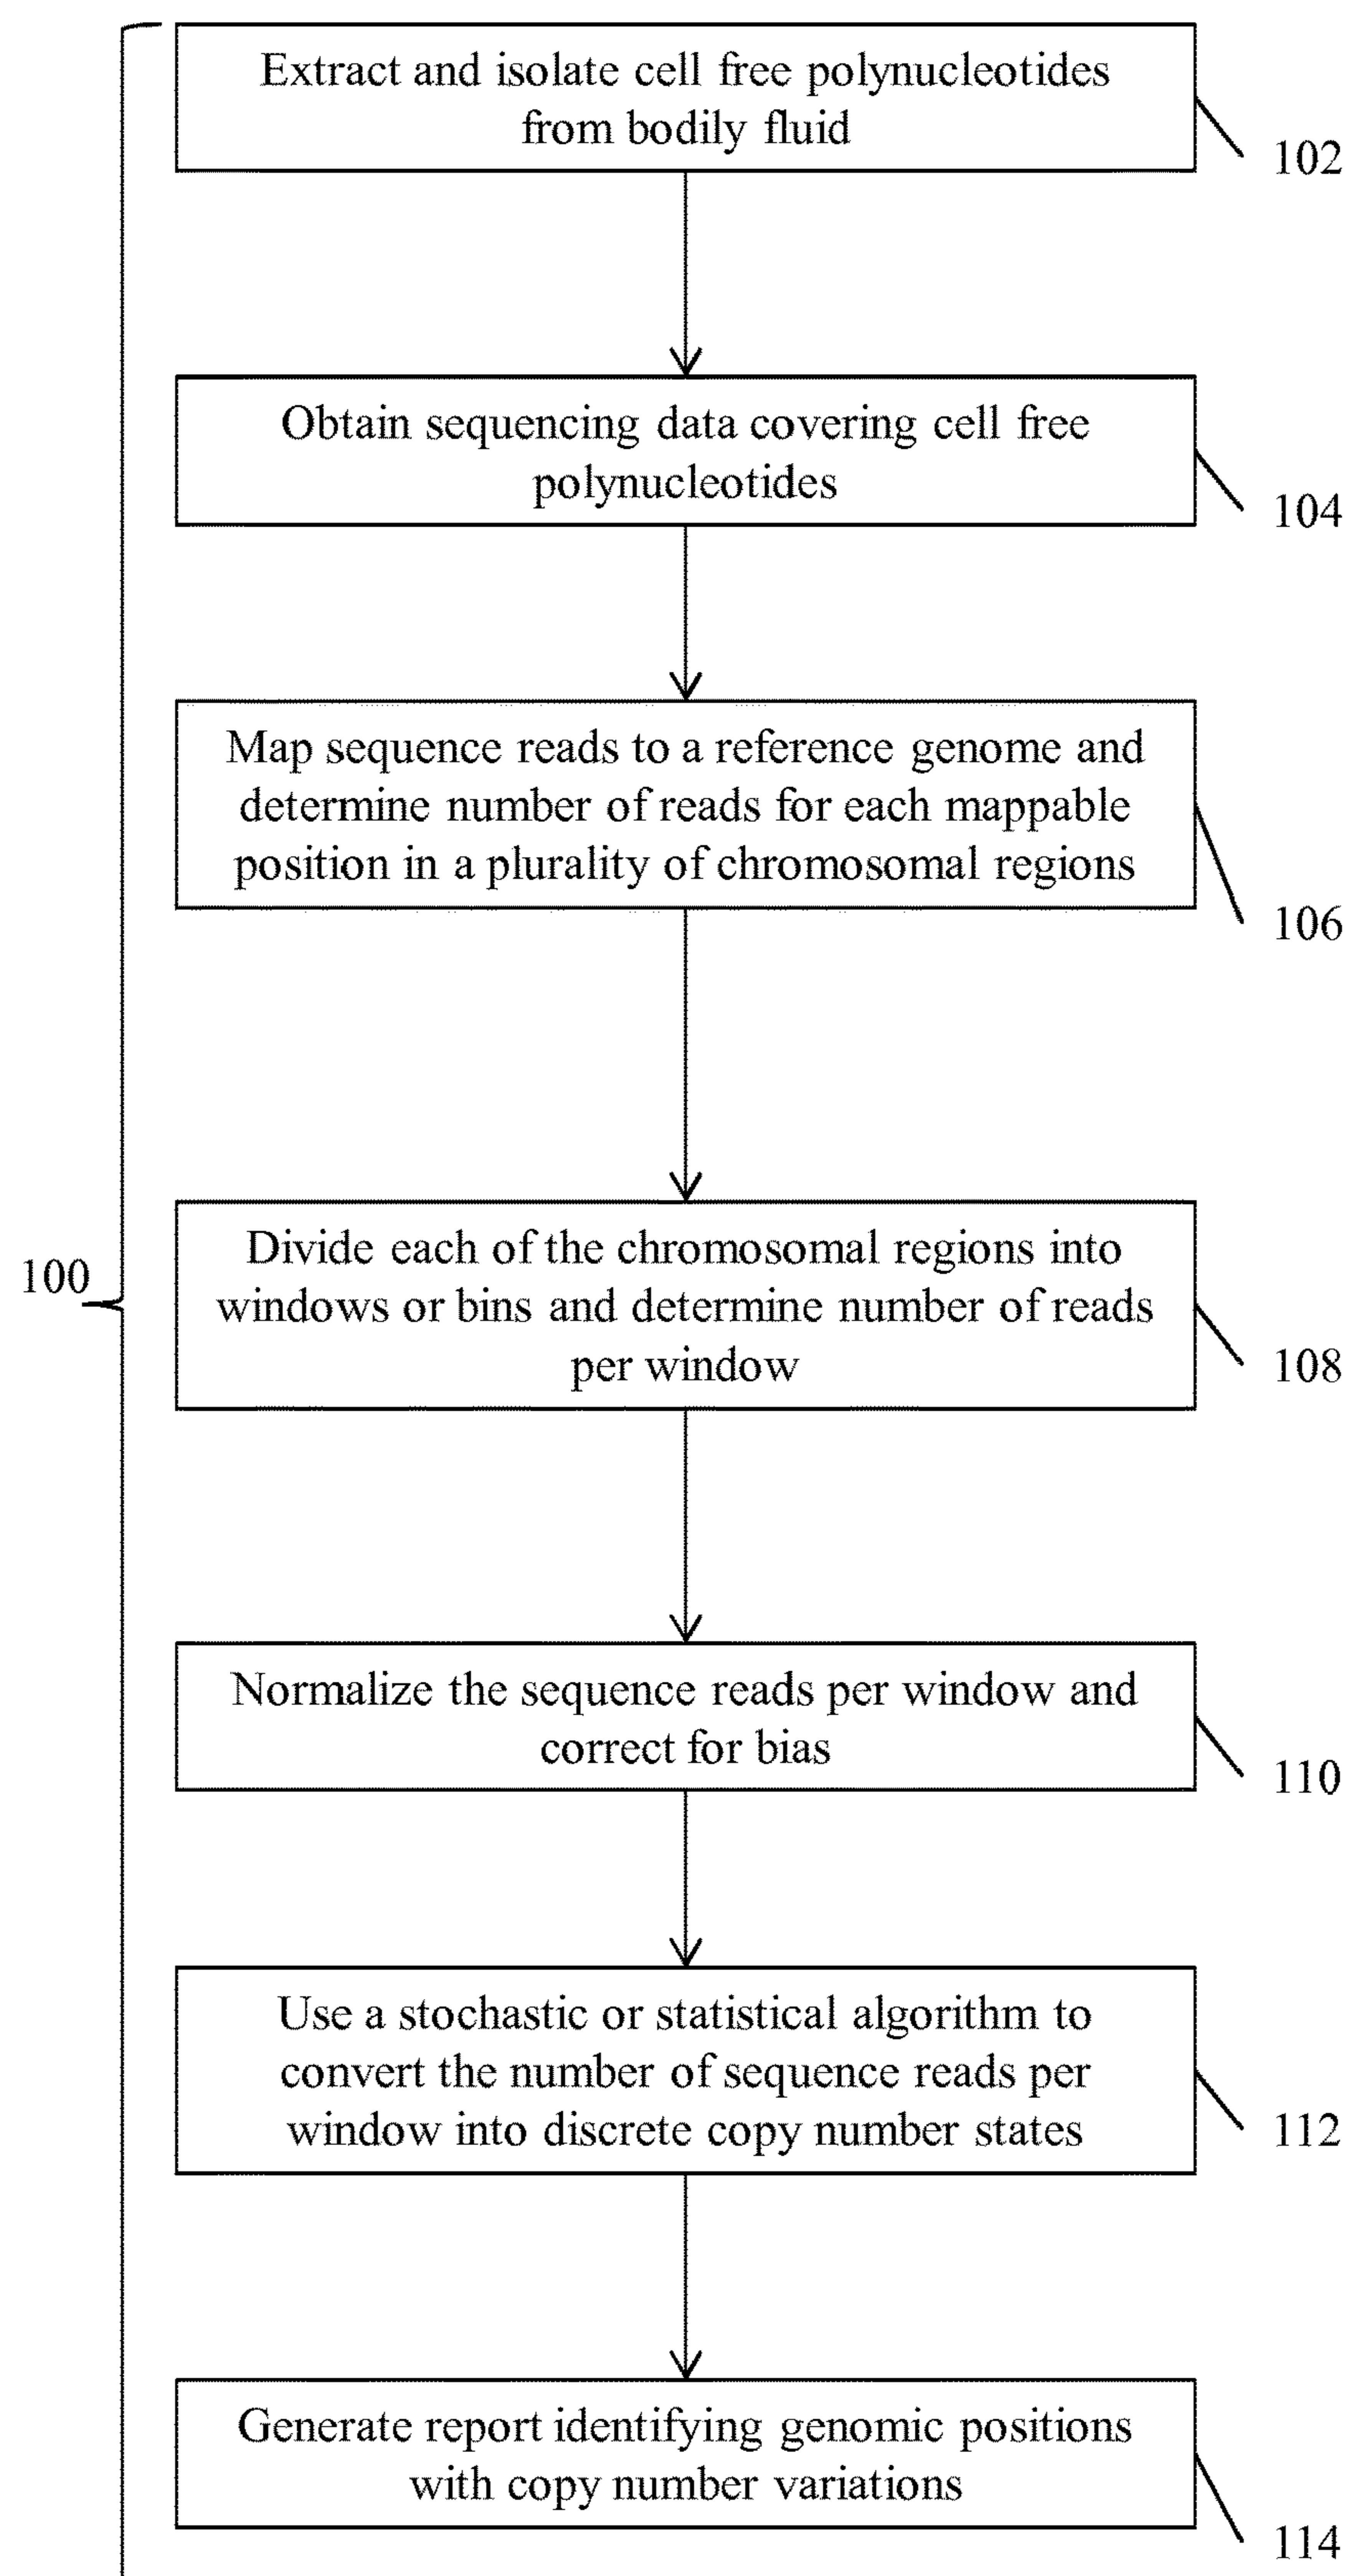 Extract and isolate cell free polynucleotides
from bodily fluid
102
Obtain sequencing data covering cell free
polynucleotides
104
Map sequence reads to a reference genome and
determine number of reads for each mappable
position in a plurality of chromosomal regions
106
100
Divide each of the chromosomal regions into
windows or bins and determine number of reads
per window
108
Normalize the sequence reads per window and
correct for bias
110
Use a stochastic or statistical algorithm to
convert the number of sequence reads per
window into discrete copy number states
112
Generate report identifying genomic positions
with copy number variations
114